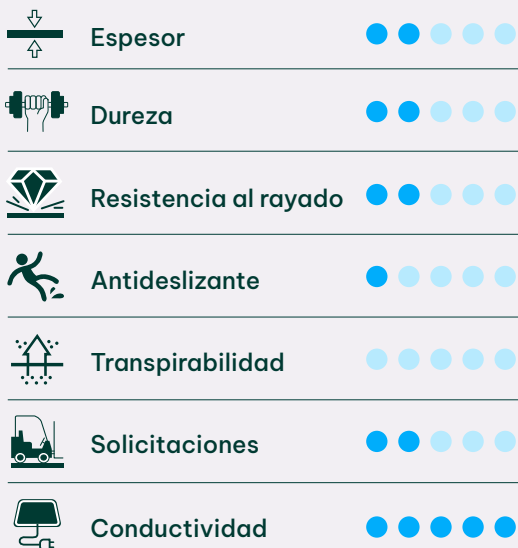 Espesor
Dureza
Resistencia al rayado
Antideslizante
Transpirabilidad
Solicitaciones
Conductividad